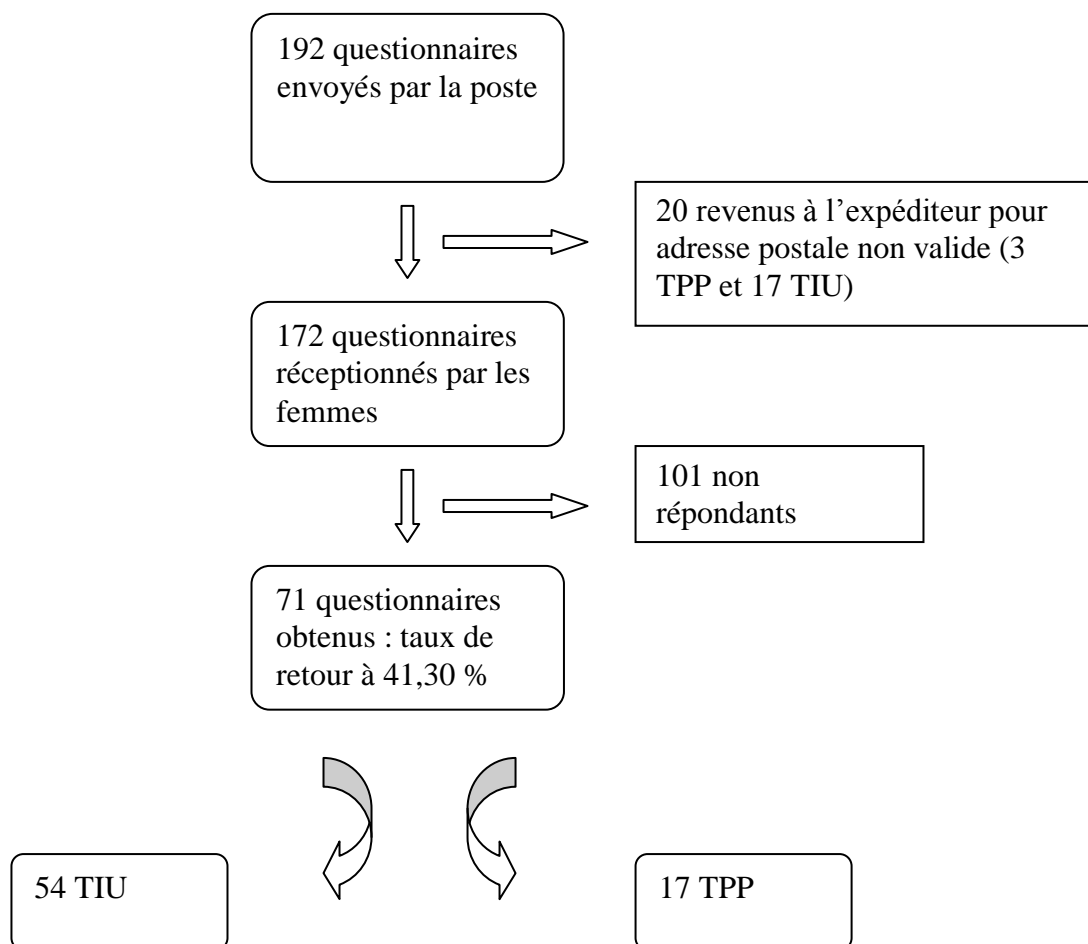 192 questionnaires
envoyés par la poste
20 revenus à l’expéditeur pour
adresse postale non valide (3
TPP et 17 TIU)
172 questionnaires
réceptionnés par les
femmes
101 non
répondants
71 questionnaires
obtenus : taux de
retour à 41,30 %
54 TIU
17 TPP